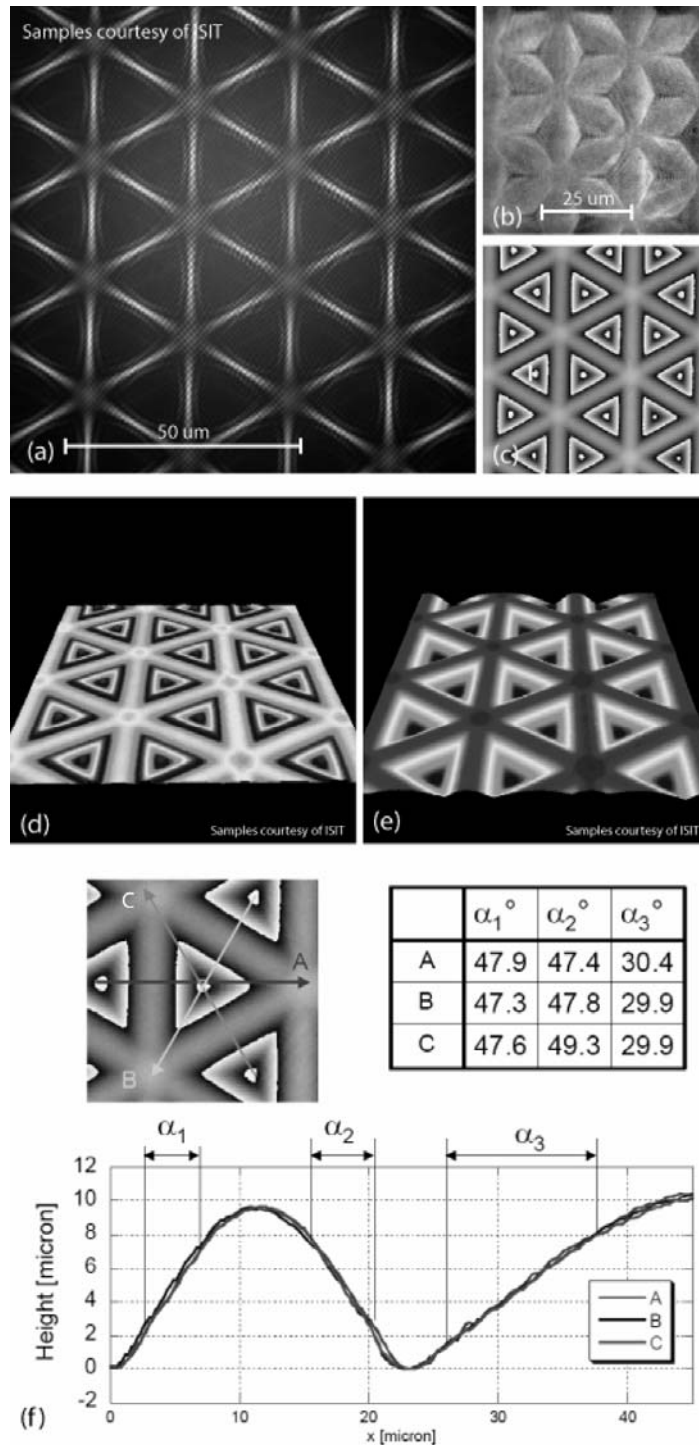 Samples courtesy of ISIT
50 um
(a)
25 um
(b)
(c)
(d)
Samples courtesy of ISIT
(e)
Samples courtesy of ISIT
C
A
B
α1° α2° α3°
A 47.9 47.4 30.4
B 47.3 47.8 29.9
C 47.6 49.3 29.9
α1 α2 α3
12
10
8
6
4
2
0
-2
Height [micron]
A
B
C
0 10 20 30 40
x [micron]
(f)